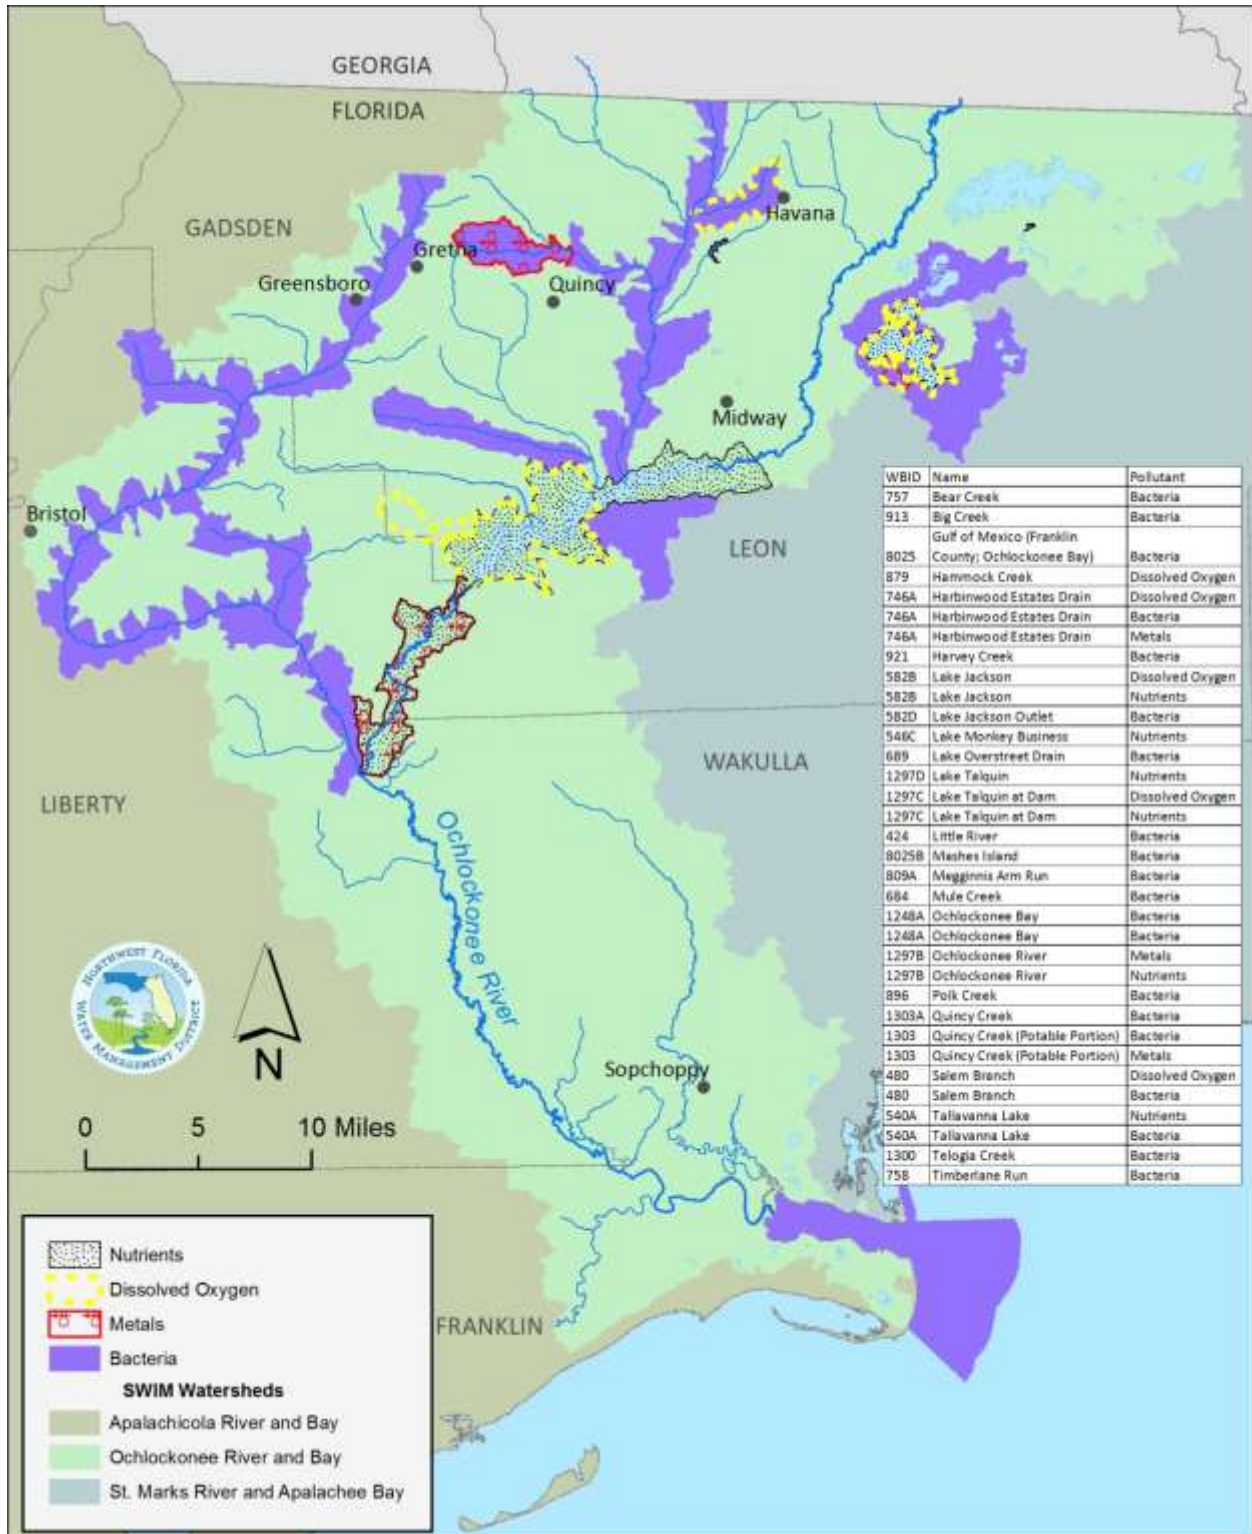 GEORGIA
FLORIDA
GADSDEN
Havana
Gretna
Greensboro
Quincy
Midway
Bristol
LEON
WAKULLA
LIBERTY
Ochlockonee River
Sopchoppy
FRANKLIN
WBID Name Pollutant
757 Bear Creek Bacteria
913 Big Creek Bacteria
Gulf of Mexico (Franklin
8025 County; Ochlockonee Bay) Bacteria
879 Hammock Creek Dissolved Oxygen
746A Harbinwood Estates Drain Dissolved Oxygen
746A Harbinwood Estates Drain Bacteria
746A Harbinwood Estates Drain Metals
921 Harvey Creek Bacteria
582B Lake Jackson Dissolved Oxygen
582B Lake Jackson Nutrients
582D Lake Jackson Outlet Bacteria
546C Lake Monkey Business Nutrients
689 Lake Overstreet Drain Bacteria
1297D Lake Talquin Nutrients
1297C Lake Talquin at Dam Dissolved Oxygen
1297C Lake Talquin at Dam Nutrients
424 Little River Bacteria
8025B Mashes Island Bacteria
809A Megginnis Arm Run Bacteria
684 Mule Creek Bacteria
1248A Ochlockonee Bay Bacteria
1248A Ochlockonee Bay Bacteria
1297B Ochlockonee River Metals
1297B Ochlockonee River Nutrients
896 Polk Creek Bacteria
1303A Quincy Creek Bacteria
1303 Quincy Creek (Potable Portion) Bacteria
1303 Quincy Creek (Potable Portion) Metals
480 Salem Branch Dissolved Oxygen
480 Salem Branch Bacteria
540A Tallavanna Lake Nutrients
540A Tallavanna Lake Bacteria
1300 Telogia Creek Bacteria
758 Timberlane Run Bacteria
NORTHWEST FLORIDA
WATER MANAGEMENT DISTRICT
N
0 5 10 Miles
Nutrients
Dissolved Oxygen
Metals
Bacteria
SWIM Watersheds
Apalachicola River and Bay
Ochlockonee River and Bay
St. Marks River and Apalachee Bay